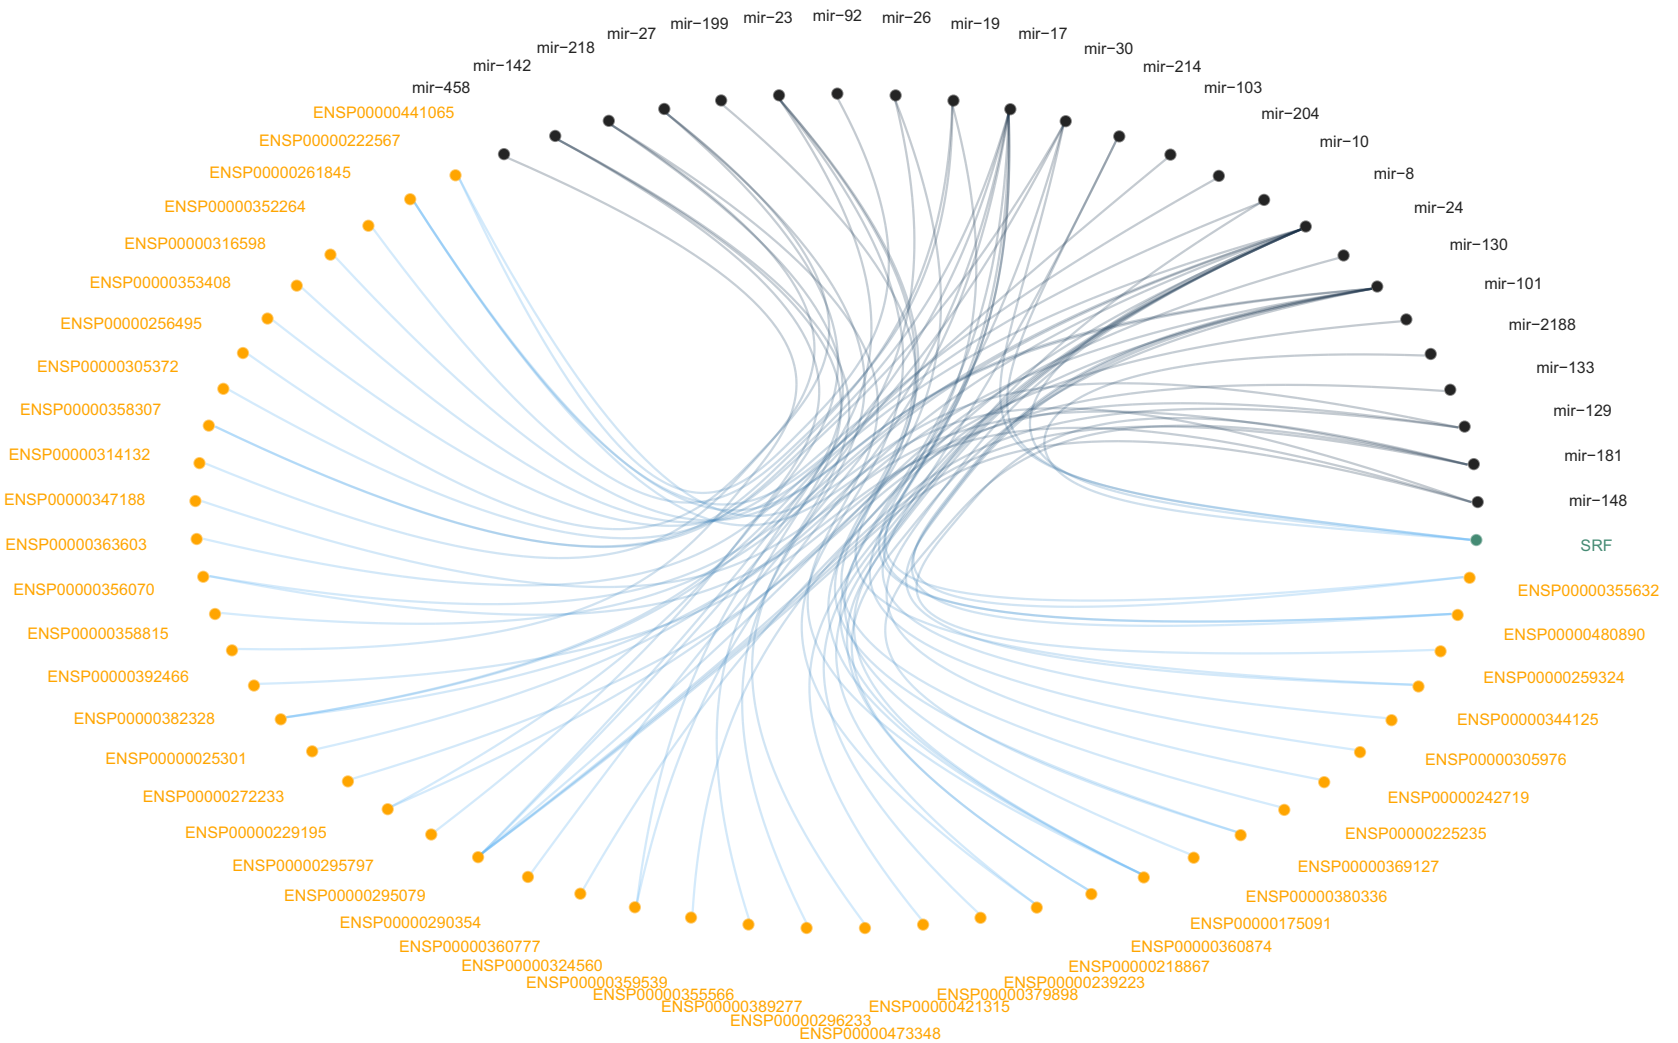 mir−92
mir−23
mir−26
mir−199
mir−19
mir−27
mir−17
mir−218
mir−30
mir−142
mir−214
mir−458
mir−103
ENSP00000441065
mir−204
ENSP00000222567
mir−10
ENSP00000261845
mir−8
ENSP00000352264
mir−24
ENSP00000316598
mir−130
ENSP00000353408
mir−101
ENSP00000256495
mir−2188
ENSP00000305372
mir−133
ENSP00000358307
mir−129
ENSP00000314132
mir−181
ENSP00000347188
mir−148
ENSP00000363603
SRF
ENSP00000356070
ENSP00000355632
ENSP00000358815
ENSP00000480890
ENSP00000392466
ENSP00000259324
ENSP00000382328
ENSP00000344125
ENSP00000025301
ENSP00000305976
ENSP00000272233
ENSP00000242719
ENSP00000229195
ENSP00000225235
ENSP00000295797
ENSP00000369127
ENSP00000295079
ENSP00000380336
ENSP00000290354
ENSP00000175091
ENSP00000360777
ENSP00000360874
ENSP00000324560
ENSP00000218867
ENSP00000359539
ENSP00000239223
ENSP00000355566
ENSP00000379898
ENSP00000389277
ENSP00000421315
ENSP00000296233
ENSP00000473348